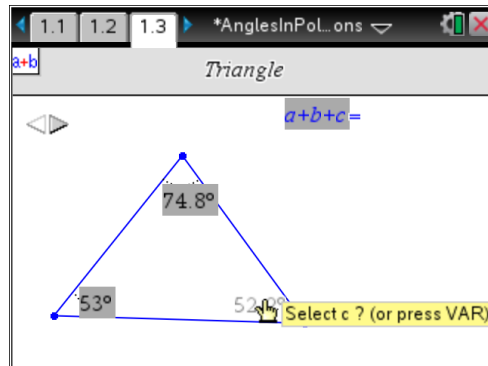 1.1 1.2 1.3 *AnglesInPol...ons
a+b
Triangle
a+b+c=
74.8°
53°
Select c ? (or press VAR)